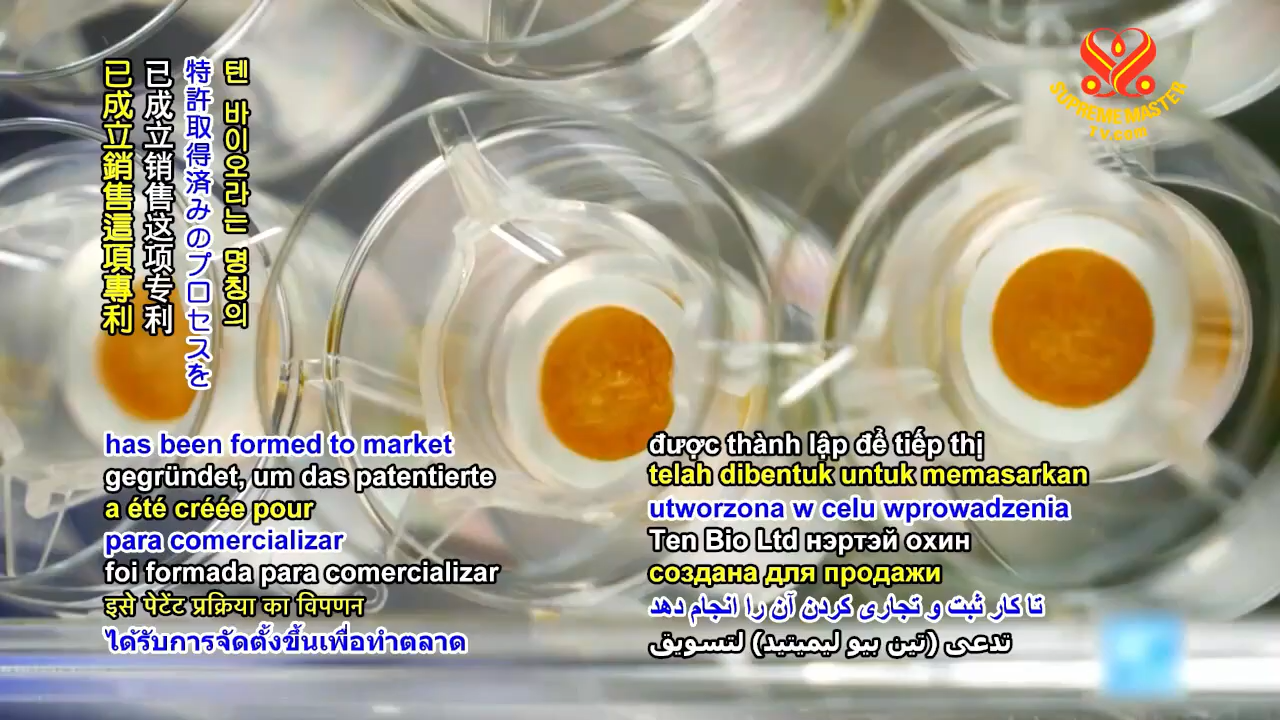 SUPREME MASTER
TV.com
텐 바이오라는 명칭의
特許取得済みのプロセスを
已成立销售这项专利
已成立銷售這項專利
has been formed to market
gegründet, um das patentierte
a été créée pour
para comercializar
foi formada para comercializar
इसे पेटेंट प्रक्रिया का विपणन
ได้รับการจัดตั้งขึ้นเพื่อทำตลาด
được thành lập để tiếp thị
telah dibentuk untuk memasarkan
utworzona w celu wprowadzenia
Ten Bio Ltd нэртэй охин
создана для продажи
تا کار ثبت و تجاری کردن آن را انجام دهد
تدعى (تين بيو ليميتيد) لتسويق